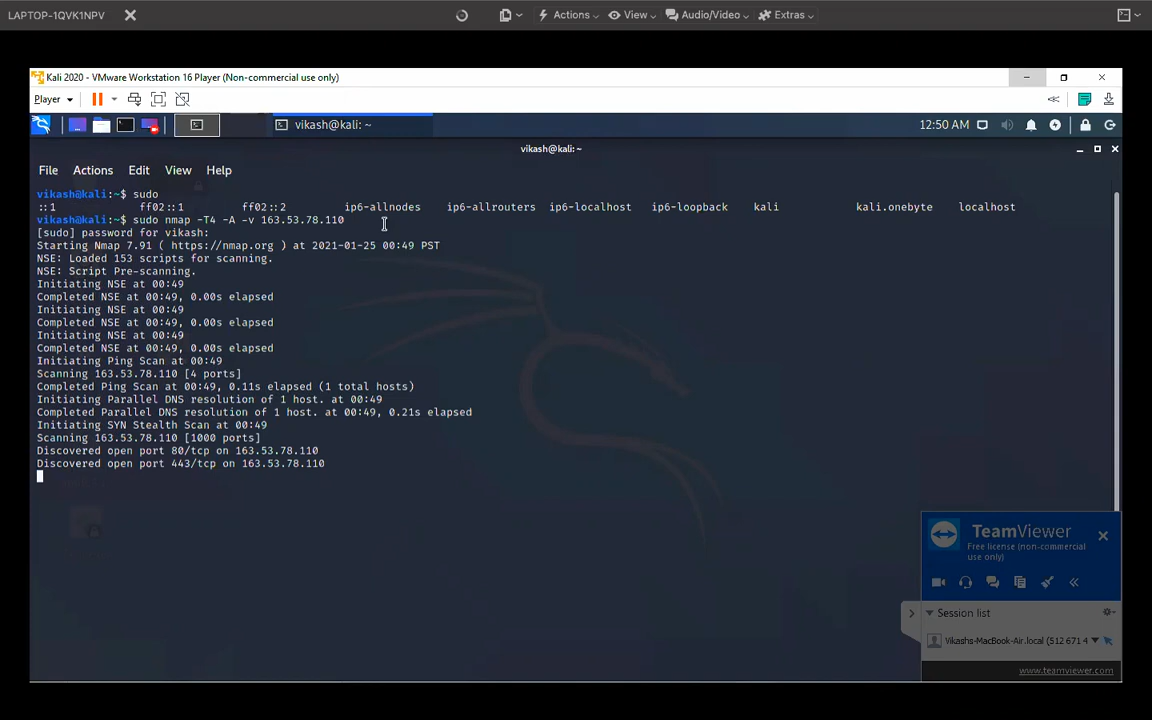 LAPTOP-1QVK1NPV
Actions View Audio/Video Extras
Kali 2020 - VMware Workstation 16 Player (Non-commercial use only)
Player
vikash@kali: ~ 12:50 AM
vikash@kali:~
File Actions Edit View Help
vikash@kali:~$ sudo
::1 ff02::1 ff02::2 ip6-allnodes ip6-allrouters ip6-localhost ip6-loopback kali kali.onebyte localhost
vikash@kali:~$ sudo nmap -T4 -A -v 163.53.78.110
[sudo] password for vikash:
Starting Nmap 7.91 ( https://nmap.org ) at 2021-01-25 00:49 PST
NSE: Loaded 153 scripts for scanning.
NSE: Script Pre-scanning.
Initiating NSE at 00:49
Completed NSE at 00:49, 0.00s elapsed
Initiating NSE at 00:49
Completed NSE at 00:49, 0.00s elapsed
Initiating NSE at 00:49
Completed NSE at 00:49, 0.00s elapsed
Initiating Ping Scan at 00:49
Scanning 163.53.78.110 [4 ports]
Completed Ping Scan at 00:49, 0.11s elapsed (1 total hosts)
Initiating Parallel DNS resolution of 1 host. at 00:49
Completed Parallel DNS resolution of 1 host. at 00:49, 0.21s elapsed
Initiating SYN Stealth Scan at 00:49
Scanning 163.53.78.110 [1000 ports]
Discovered open port 80/tcp on 163.53.78.110
Discovered open port 443/tcp on 163.53.78.110
TeamViewer
Free license (non-commercial
use only)
Session list
Vikashs-MacBook-Air.local (512 671 4
www.teamviewer.com